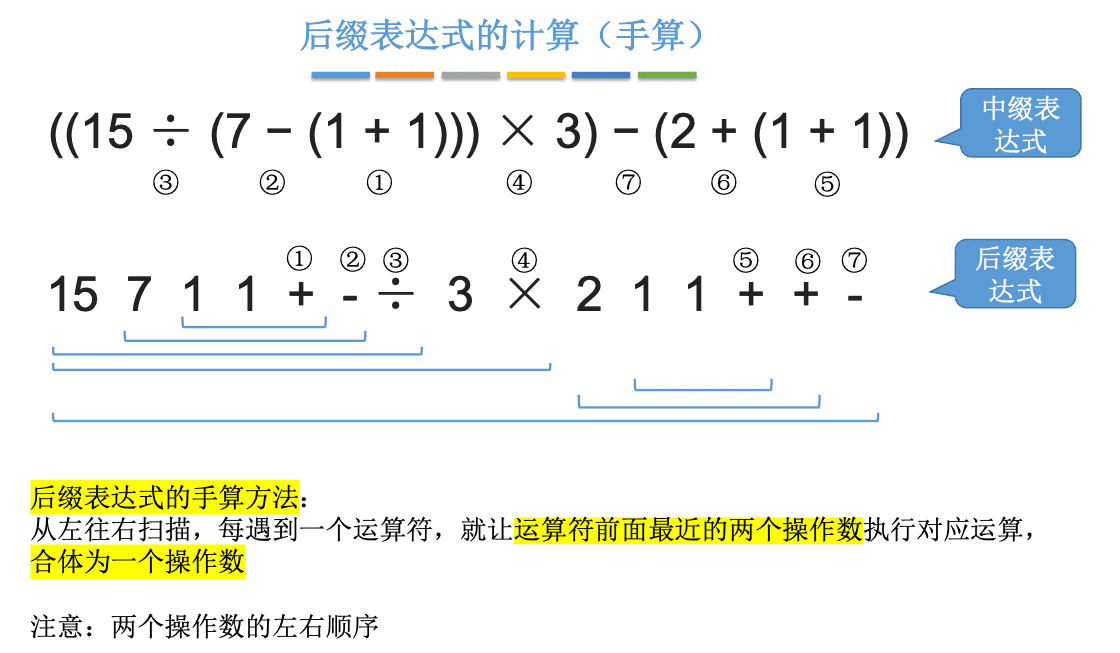 后缀表达式的计算（手算）
((15 ÷ (7 − (1 + 1))) × 3) − (2 + (1 + 1))
中缀表
达式
③ ② ① ④ ⑦ ⑥ ⑤
① ② ③ ④ ⑤ ⑥ ⑦
15 7 1 1 + - ÷ 3 × 2 1 1 + + -
后缀表
达式
后缀表达式的手算方法：
从左往右扫描，每遇到一个运算符，就让运算符前面最近的两个操作数执行对应运算，
合体为一个操作数
注意：两个操作数的左右顺序